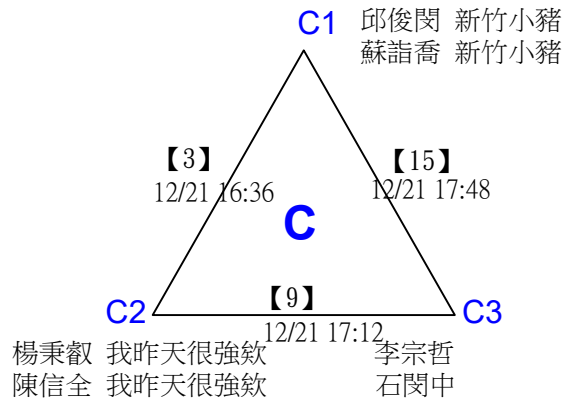 C1 邱俊閔 新竹小豬
蘇詣喬 新竹小豬
【3】
12/21 16:36
【15】
12/21 17:48
C
【9】
12/21 17:12
C2
C3
楊秉叡 我昨天很強欸
陳信全 我昨天很強欸
李宗哲
石閔中